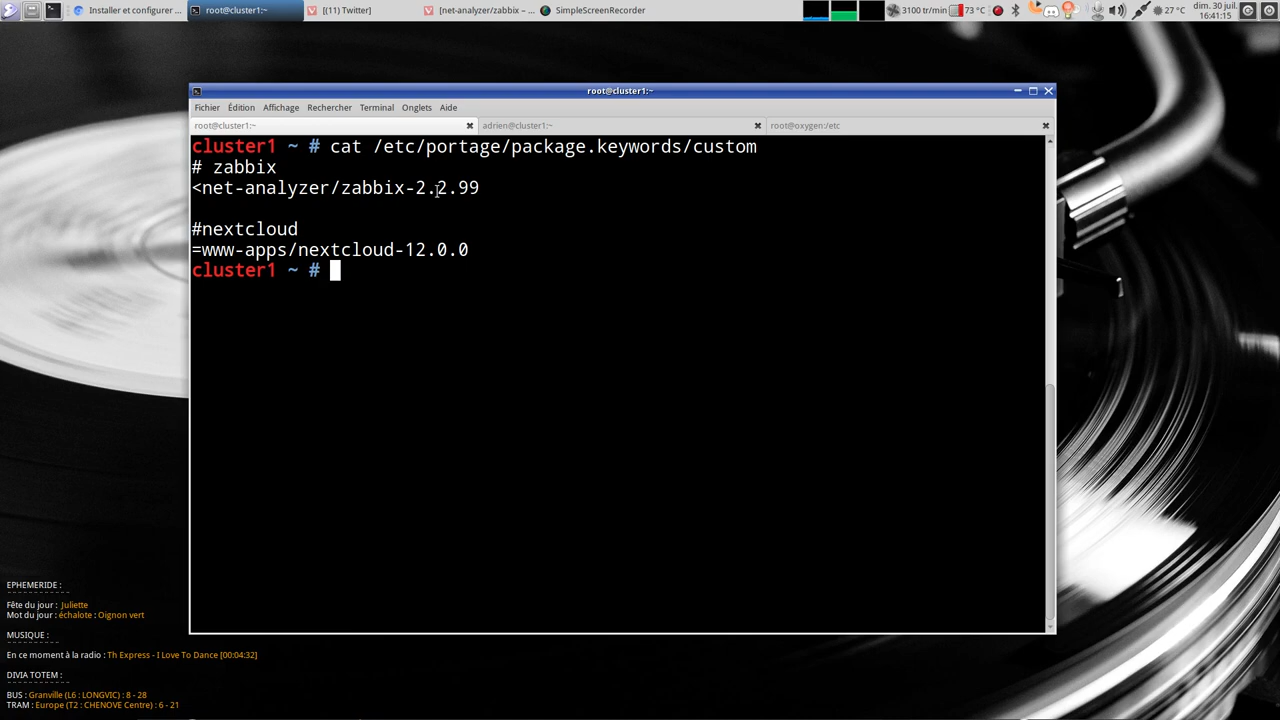 Installer et configurer ...
root@cluster1:~
[(11) Twitter]
[net-analyzer/zabbix – ...
SimpleScreenRecorder
3100 tr/min
73 °C
27 °C
dim. 30 juil.
16:41:15
root@cluster1:~
Fichier Édition Affichage Rechercher Terminal Onglets Aide
root@cluster1:~
adrien@cluster1:~
root@oxygen:/etc
cluster1 ~ # cat /etc/portage/package.keywords/custom
# zabbix
<net-analyzer/zabbix-2.2.99
#nextcloud
=www-apps/nextcloud-12.0.0
cluster1 ~ #
EPHEMERIDE :
Fête du jour : Juliette
Mot du jour : échalote : Oignon vert
MUSIQUE :
En ce moment à la radio : Th Express - I Love To Dance [00:04:32]
DIVIA TOTEM :
BUS : Granville (L6 : LONGVIC) : 8 - 28
TRAM : Europe (T2 : CHENOVE Centre) : 6 - 21